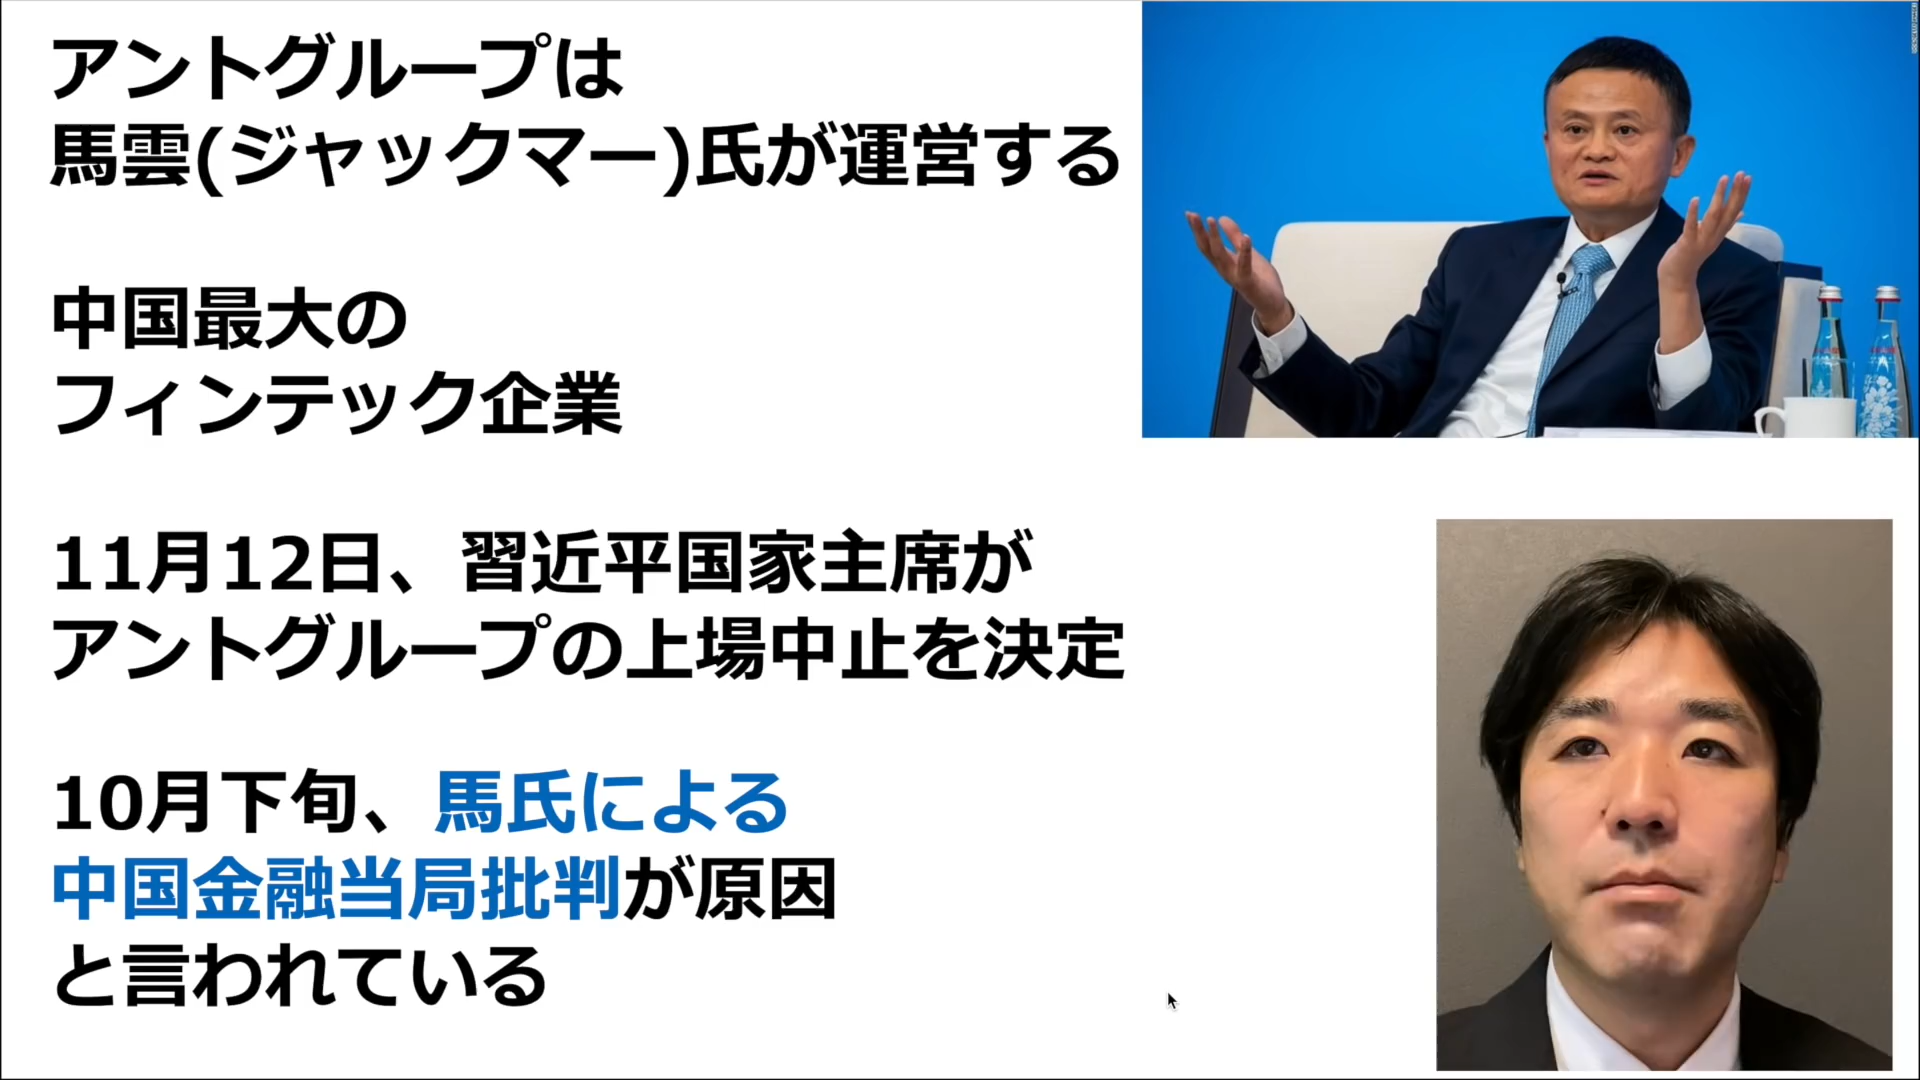 アントグループは
馬雲(ジャックマー)氏が運営する
中国最大の
フィンテック企業
11月12日、習近平国家主席が
アントグループの上場中止を決定
10月下旬、馬氏による
中国金融当局批判が原因
と言われている